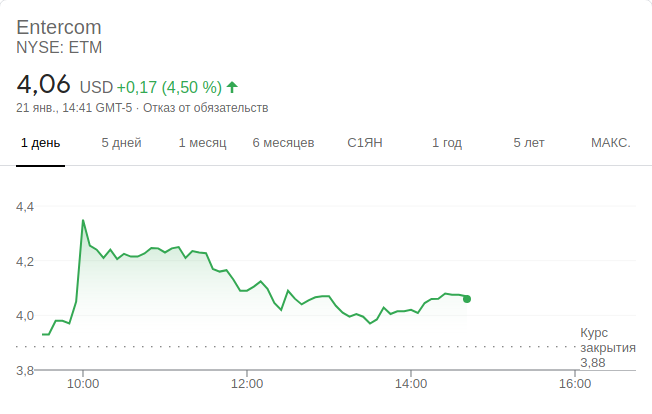 Entercom
NYSE: ETM
4,06 USD +0,17 (4,50 %)
21 янв., 14:41 GMT-5 · Отказ от обязательств
1 день 5 дней 1 месяц 6 месяцев С1ЯН 1 год 5 лет МАКС.
4,4
4,2
4,0
Курс
закрытия
3,88
3,8
10:00 12:00 14:00 16:00